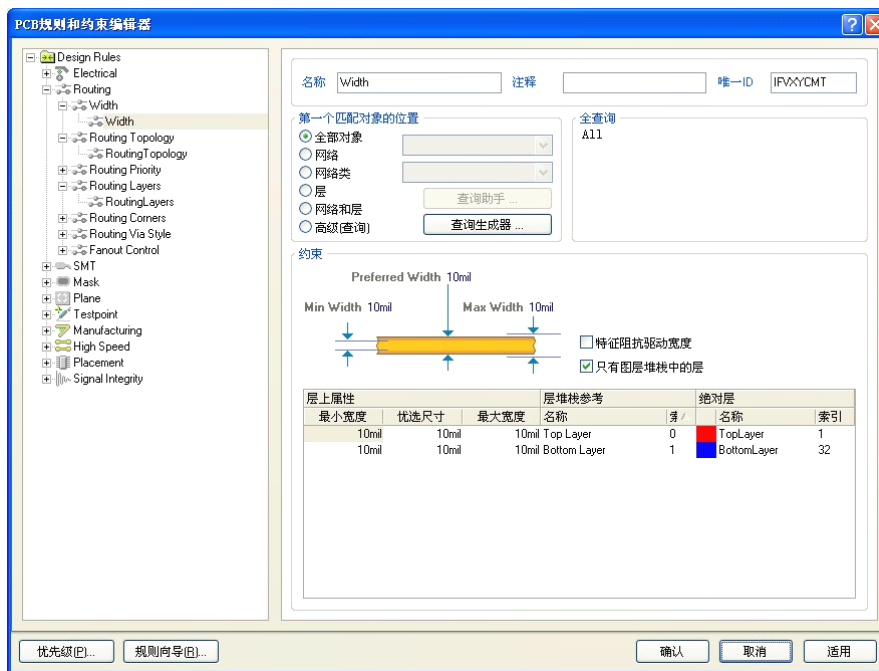 PCB规则和约束编辑器
Design Rules
Electrical
Routing
Width
Width
Routing Topology
RoutingTopology
Routing Priority
Routing Layers
RoutingLayers
Routing Corners
Routing Via Style
Fanout Control
SMT
Mask
Plane
Testpoint
Manufacturing
High Speed
Placement
Signal Integrity
名称 Width 注释 唯一ID IFVXYCMT
第一个匹配对象的位置
全部对象
网络
网络类
层
网络和层
高级(查询)
查询助手 ...
查询生成器 ...
全查询
All
约束
Preferred Width 10mil
Min Width 10mil Max Width 10mil
特征阻抗驱动宽度
只有图层堆栈中的层
层上属性 层堆栈参考 绝对层
最小宽度 优选尺寸 最大宽度 名称 名称 索引
10mil 10mil 10mil Top Layer 0 TopLayer 1
10mil 10mil 10mil Bottom Layer 1 BottomLayer 32
优先级(P)... 规则向导(R)... 确认 取消 适用